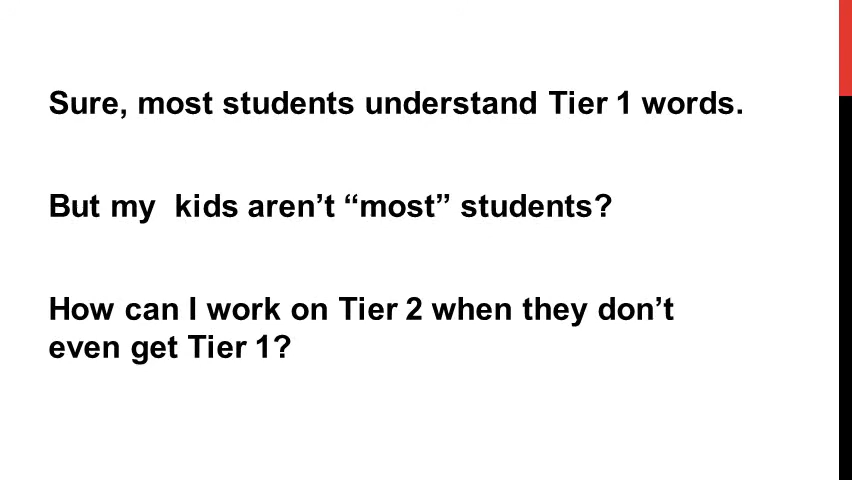 Sure, most students understand Tier 1 words.
But my  kids aren’t “most” students?
How can I work on Tier 2 when they don’t
even get Tier 1?